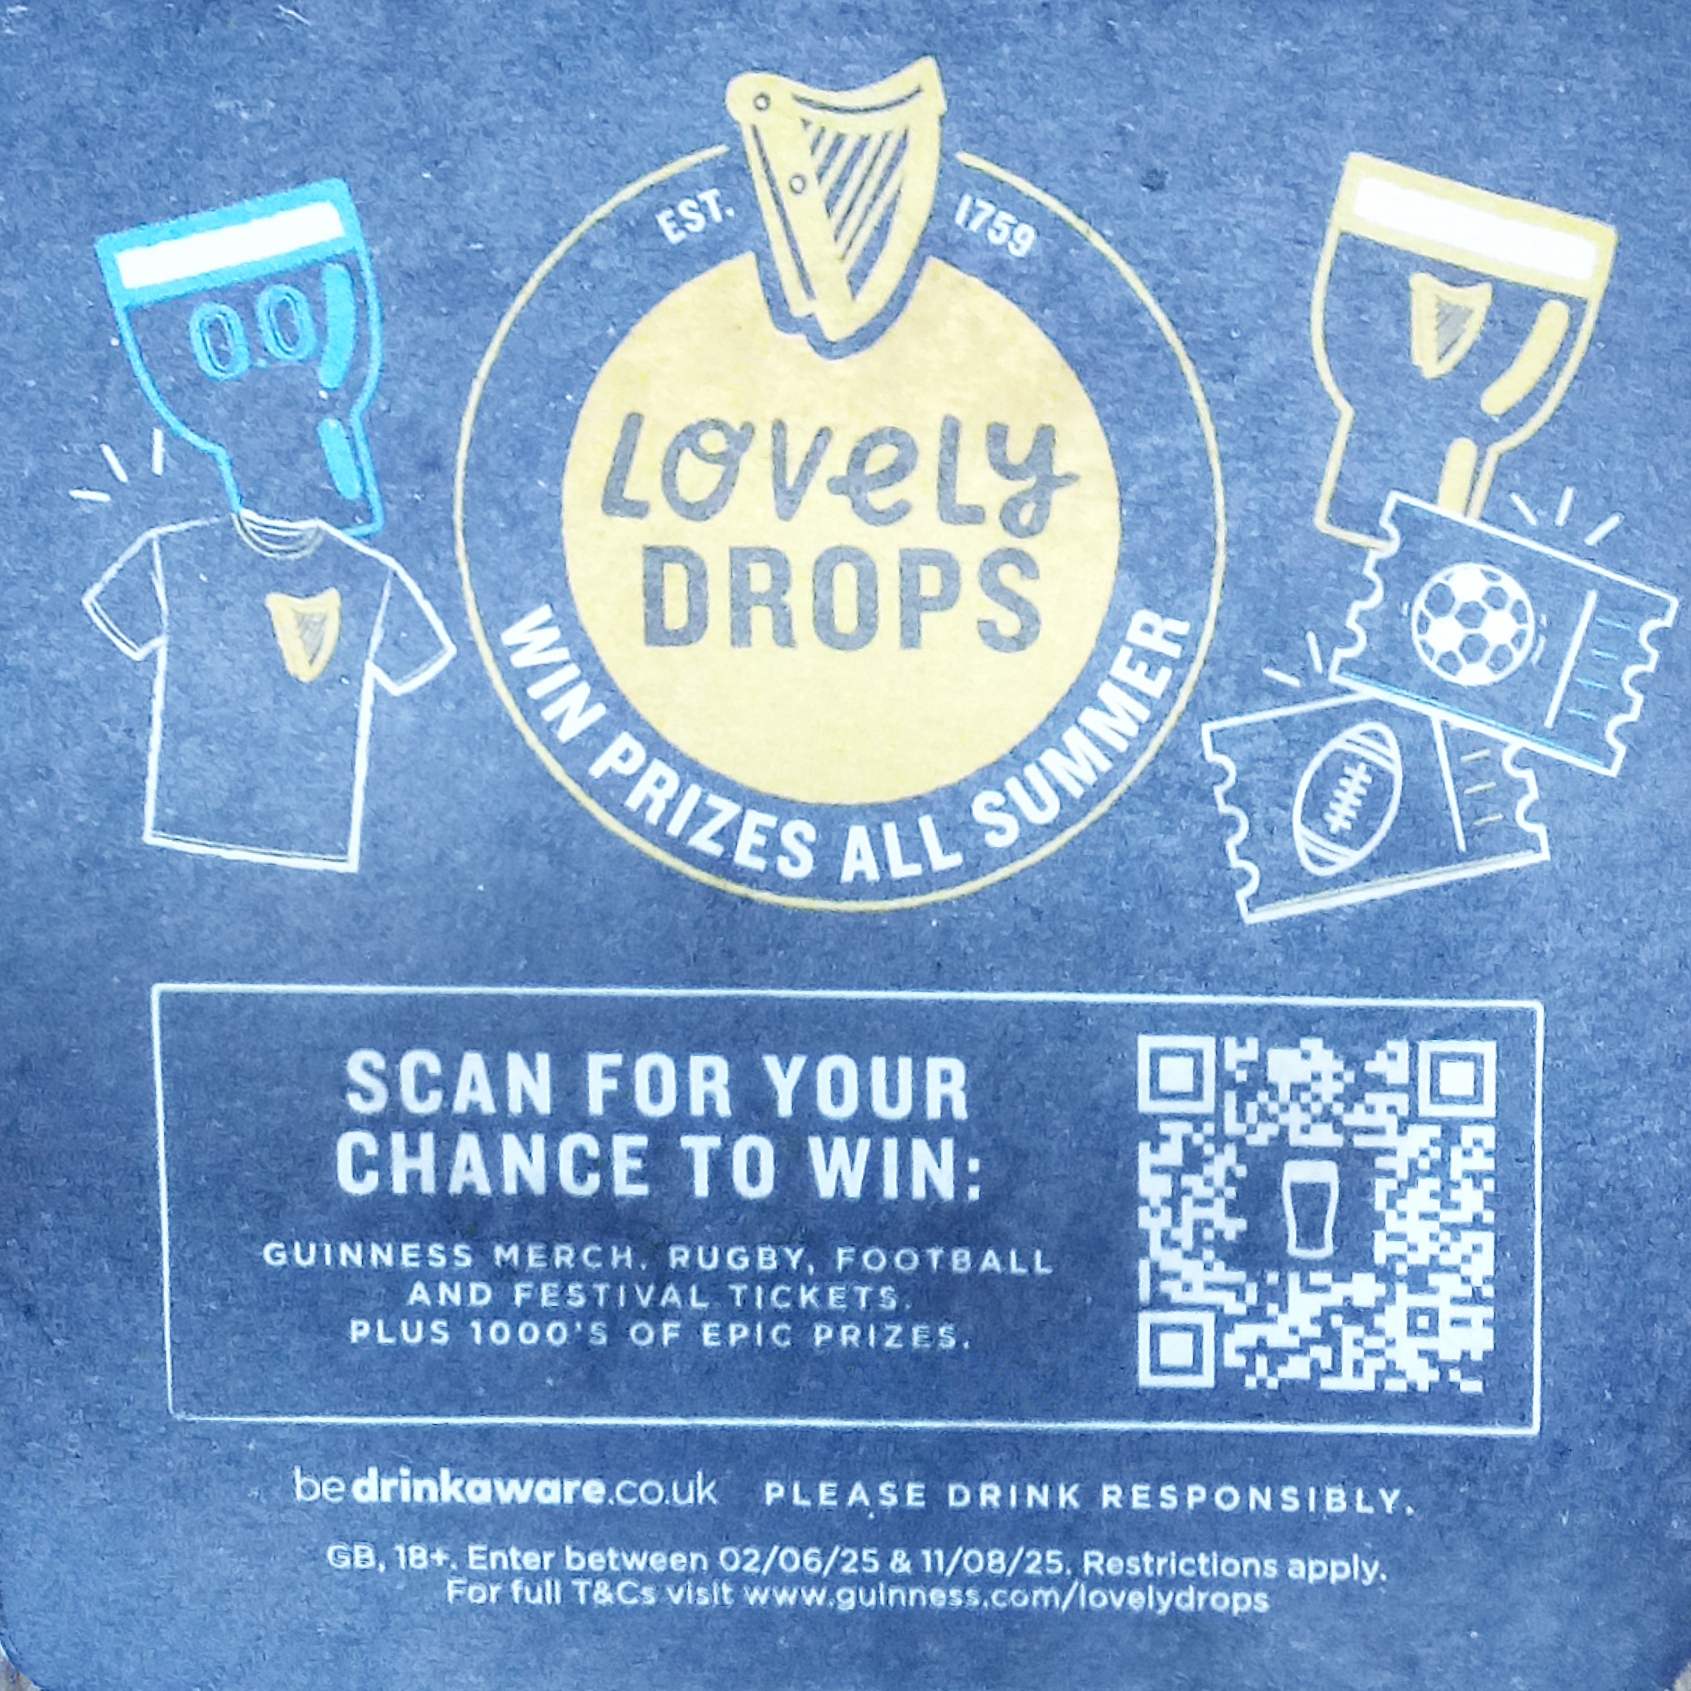 EST. 1759
0.0
LOVELY
DROPS
WIN PRIZES ALL SUMMER
SCAN FOR YOUR
CHANCE TO WIN:
GUINNESS MERCH, RUGBY, FOOTBALL
AND FESTIVAL TICKETS.
PLUS 1000'S OF EPIC PRIZES.
bedrinkaware.co.uk PLEASE DRINK RESPONSIBLY.
GB, 18+. Enter between 02/06/25 & 11/08/25. Restrictions apply.
For full T&Cs visit www.guinness.com/lovelydrops